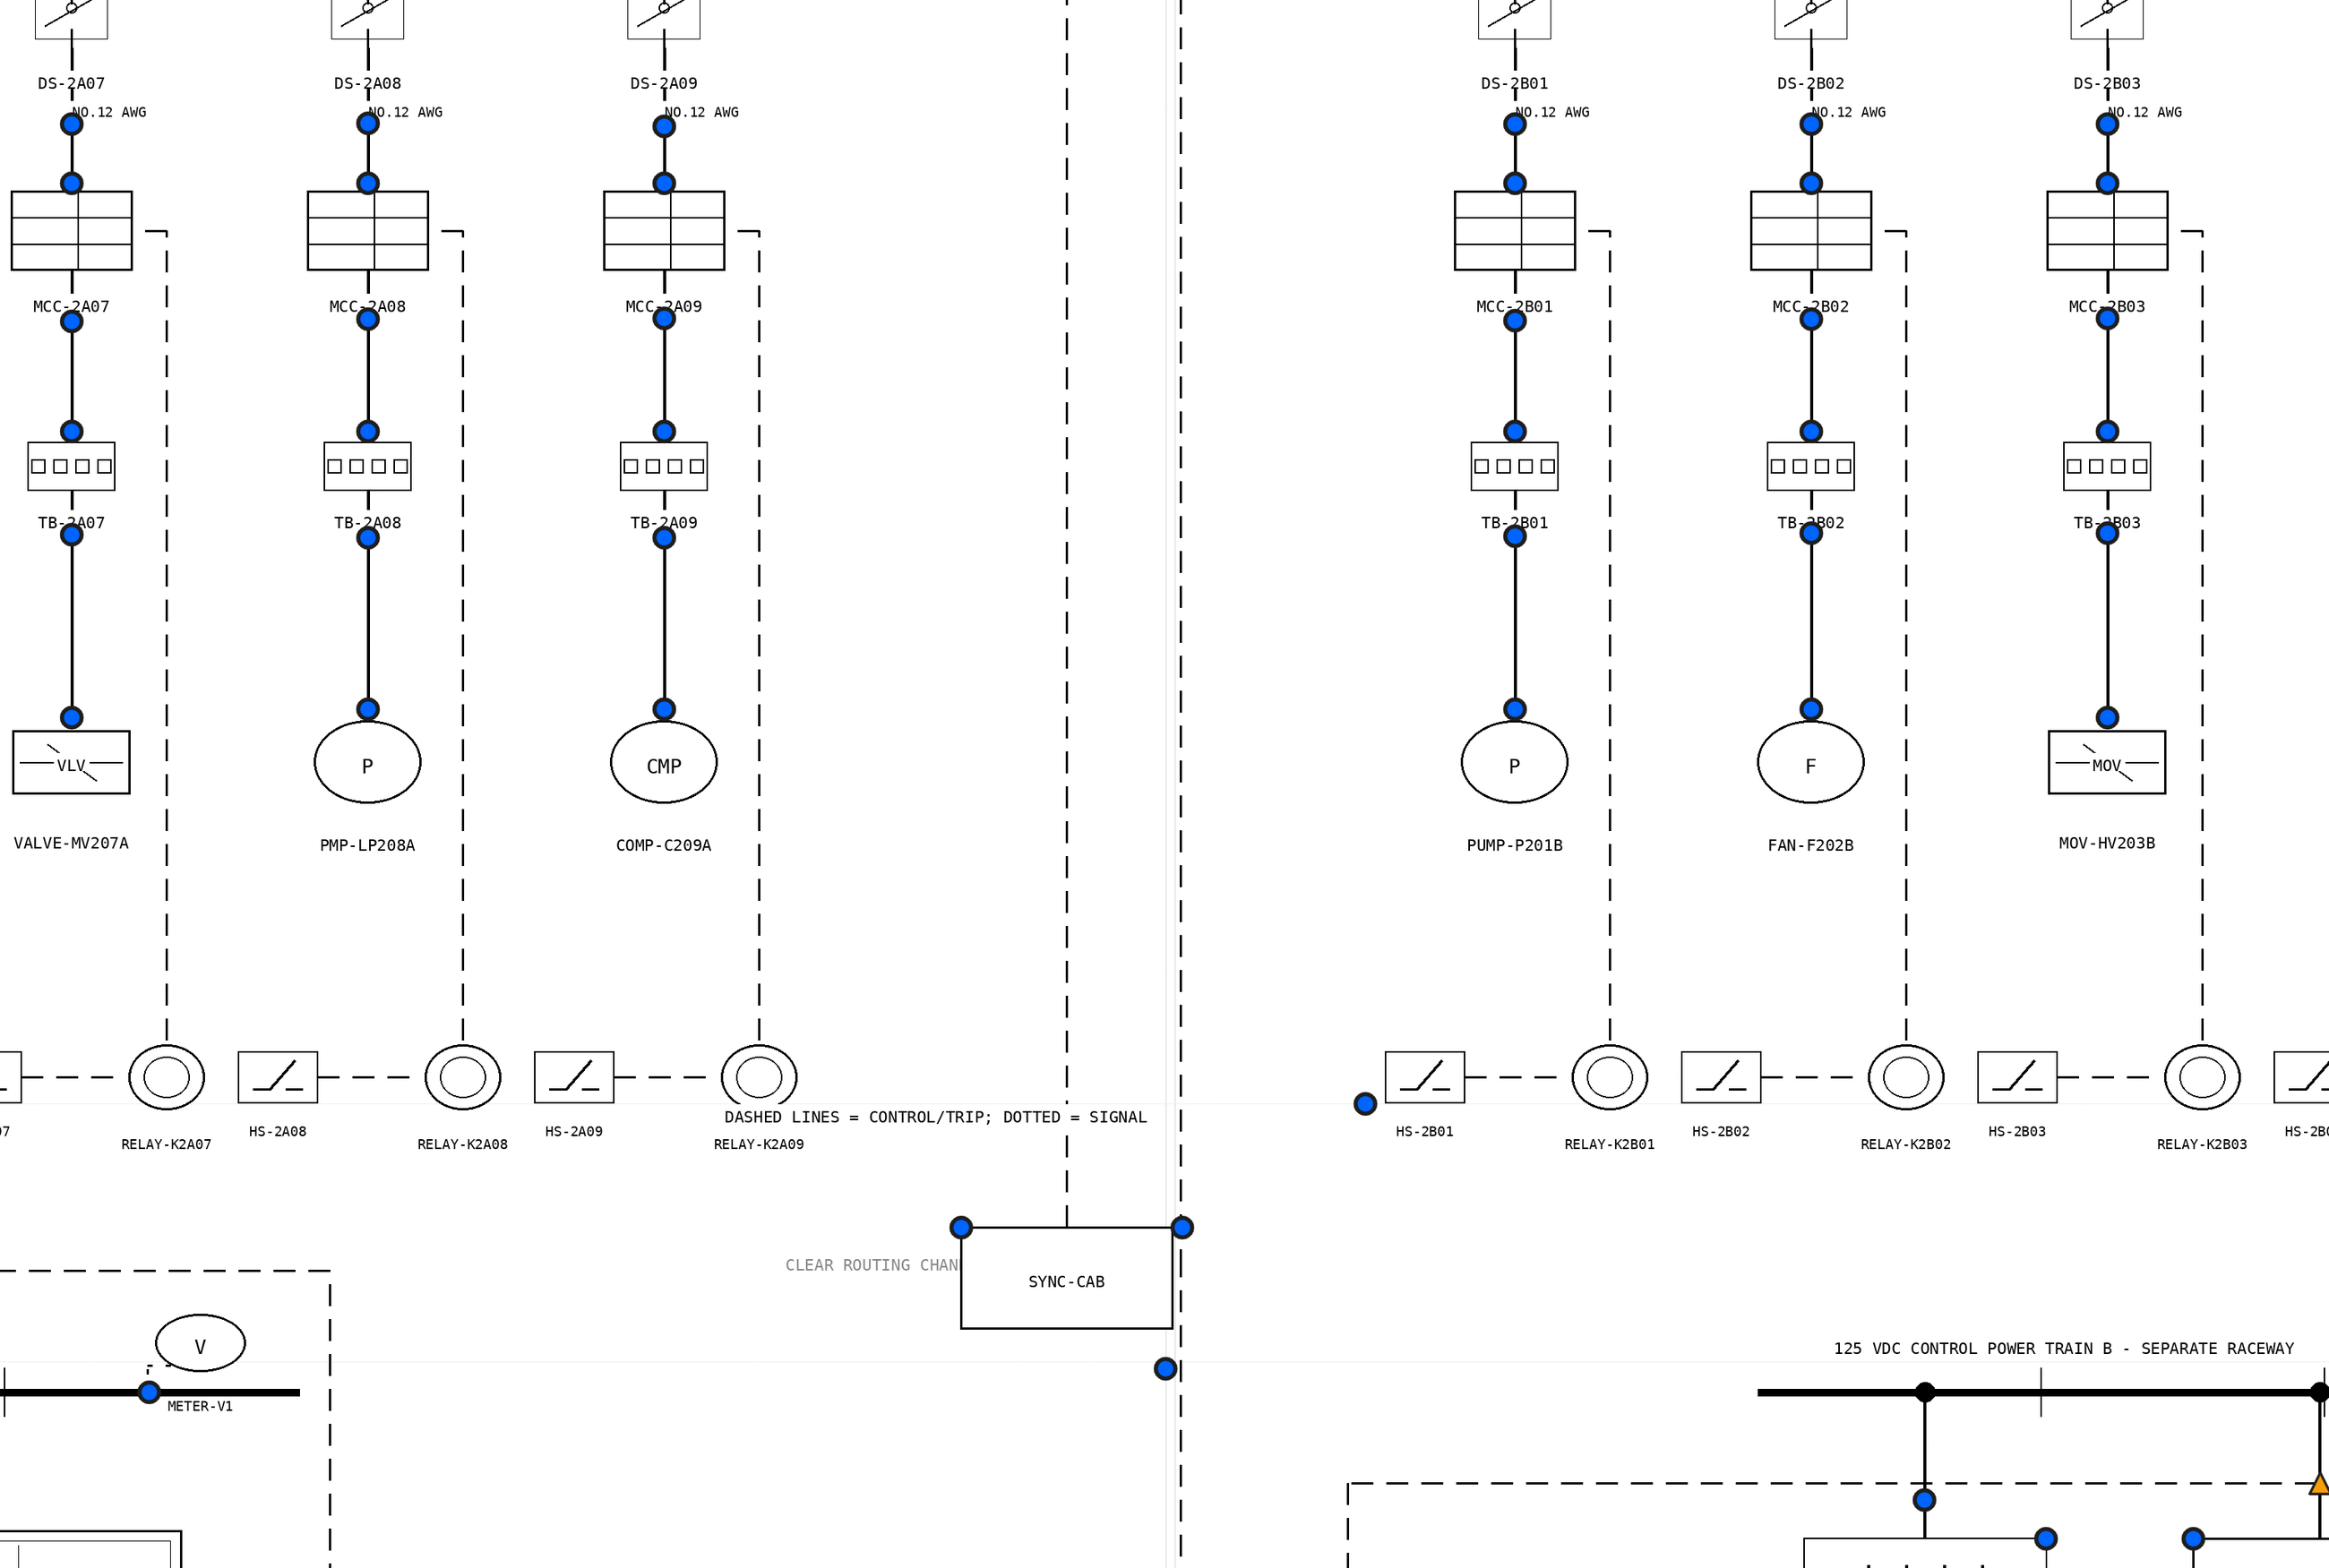 DS-2A07 DS-2A08 DS-2A09 DS-2B01 DS-2B02 DS-2B03
NO.12 AWG NO.12 AWG NO.12 AWG NO.12 AWG NO.12 AWG NO.12 AWG
MCC-2A07 MCC-2A08 MCC-2A09 MCC-2B01 MCC-2B02 MCC-2B03
TB-2A07 TB-2A08 TB-2A09 TB-2B01 TB-2B02 TB-2B03
VLV P CMP P F MOV
VALVE-MV207A PMP-LP208A COMP-C209A PUMP-P201B FAN-F202B MOV-HV203B
DASHED LINES = CONTROL/TRIP; DOTTED = SIGNAL
HS-2A08 HS-2A09 HS-2B01 HS-2B02 HS-2B03
RELAY-K2A07 RELAY-K2A08 RELAY-K2A09 RELAY-K2B01 RELAY-K2B02 RELAY-K2B03
CLEAR ROUTING
SYNC-CAB
V
125 VDC CONTROL POWER TRAIN B - SEPARATE RACEWAY
METER-V1